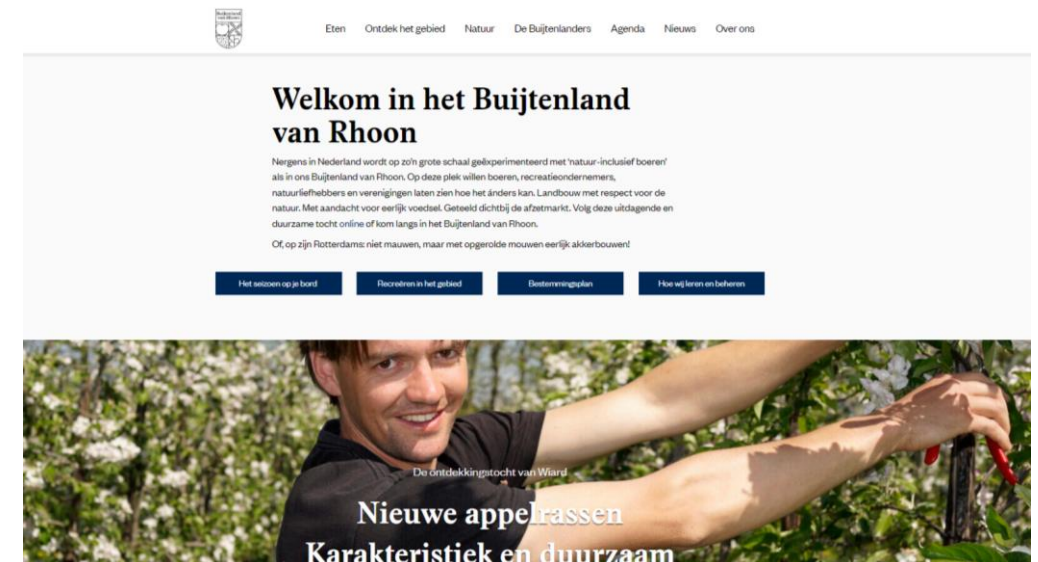 Buijtenland
van Rhoon
Eten Ontdek het gebied Natuur De Buijtenlanders Agenda Nieuws Over ons
Welkom in het Buijtenland
van Rhoon
Nergens in Nederland wordt op zo'n grote schaal geëxperimenteerd met 'natuur-inclusief boeren'
als in ons Buijtenland van Rhoon. Op deze plek willen boeren, recreatieondernemers,
natuurliefhebbers en verenigingen laten zien hoe het ánders kan. Landbouw met respect voor de
natuur. Met aandacht voor eerlijk voedsel. Geteeld dichtbij de afzetmarkt. Volg deze uitdagende en
duurzame tocht online of kom langs in het Buijtenland van Rhoon.
Of, op zijn Rotterdams: niet mauwen, maar met opgerolde mouwen eerlijk akkerbouwen!
Het seizoen op je bord Recreëren in het gebied Bestemmingsplan Hoe wij leren en beheren
De ontdekkingstocht van Wiard
Nieuwe appelrassen
Karakteristiek en duurzaam